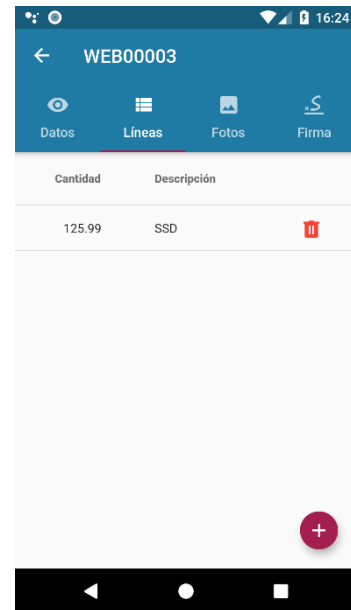 16:24
WEB00003
Datos Líneas Fotos Firma
Cantidad Descripción
125.99 SSD